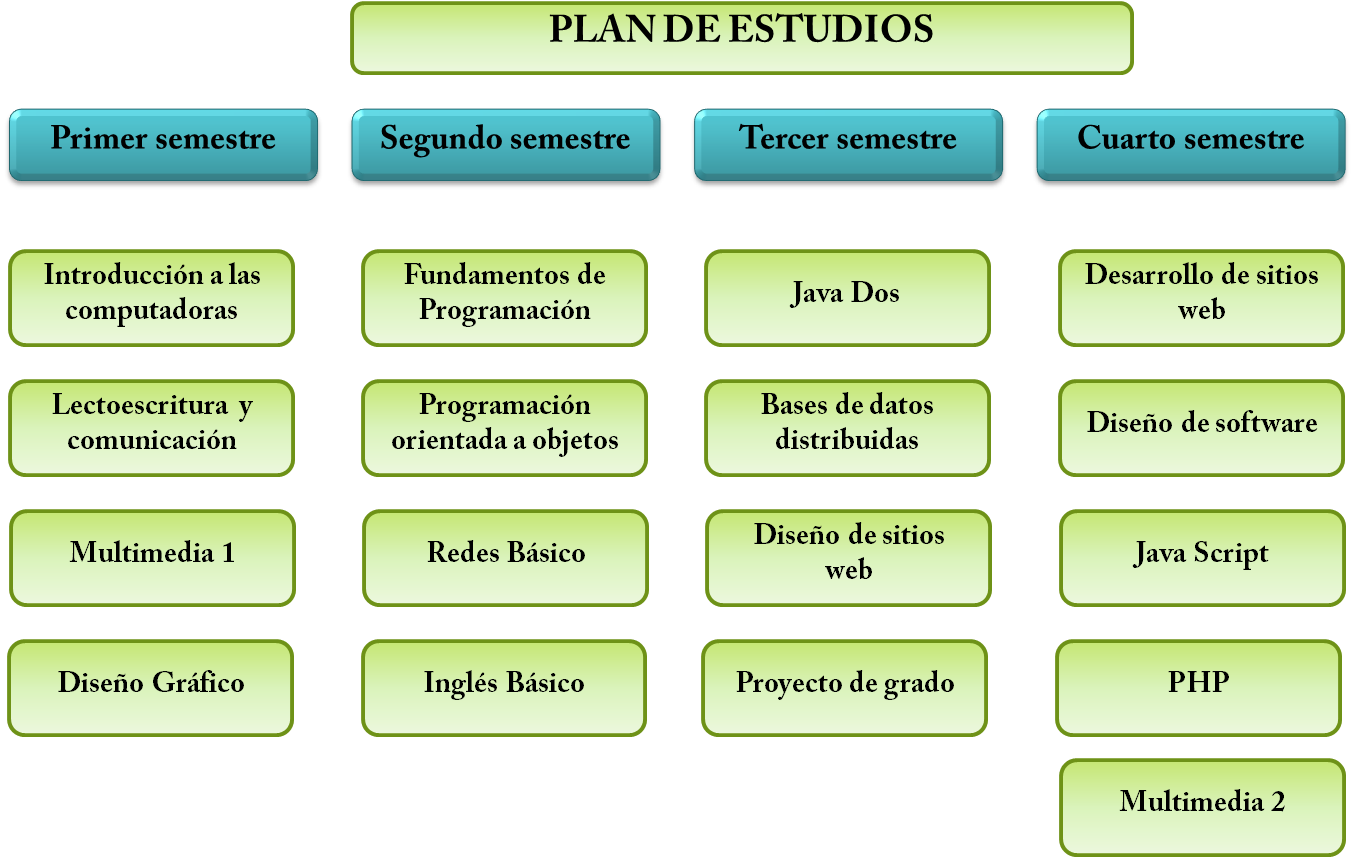 PLAN DE ESTUDIOS
Primer semestre
Segundo semestre
Tercer semestre
Cuarto semestre
Introducción a las
computadoras
Fundamentos de
Programación
Java Dos
Desarrollo de sitios
web
Lectoescritura y
comunicación
Programación
orientada a objetos
Bases de datos
distribuidas
Diseño de software
Multimedia 1
Redes Básico
Diseño de sitios
web
Java Script
Diseño Gráfico
Inglés Básico
Proyecto de grado
PHP
Multimedia 2